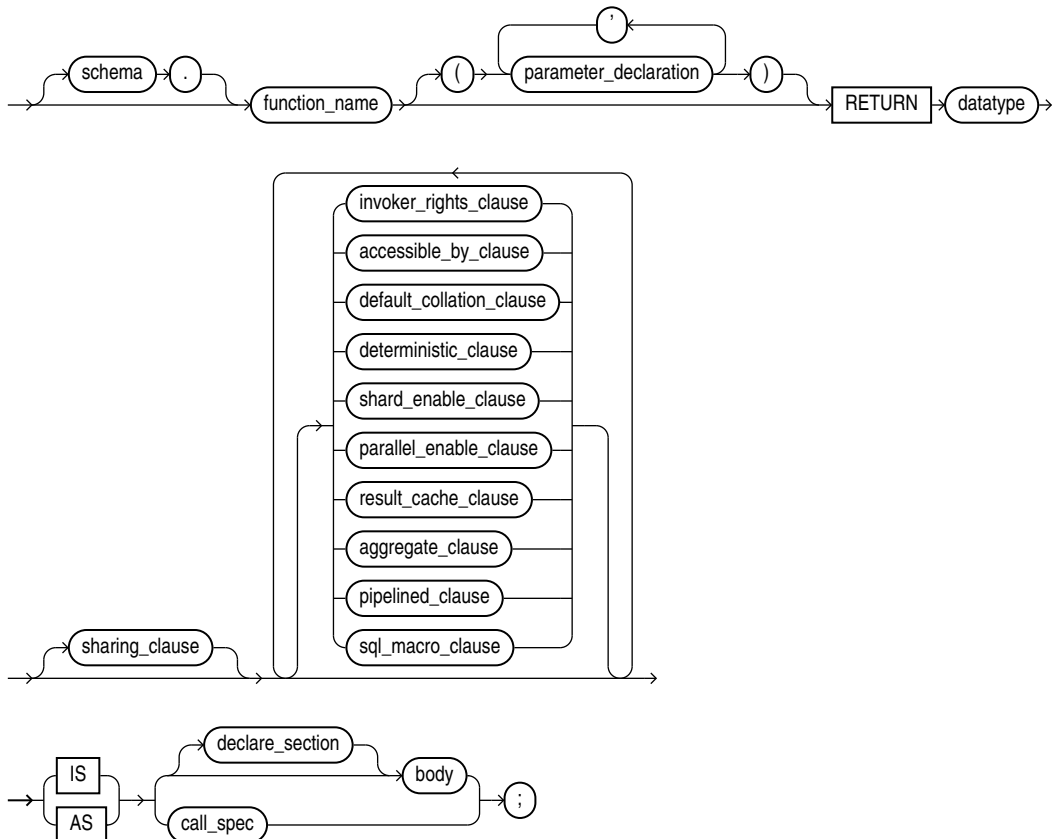 ,
schema . ( parameter_declaration )
function_name RETURN datatype
invoker_rights_clause
accessible_by_clause
default_collation_clause
deterministic_clause
shard_enable_clause
parallel_enable_clause
result_cache_clause
aggregate_clause
pipelined_clause
sharing_clause sql_macro_clause
declare_section
IS body ;
AS call_spec